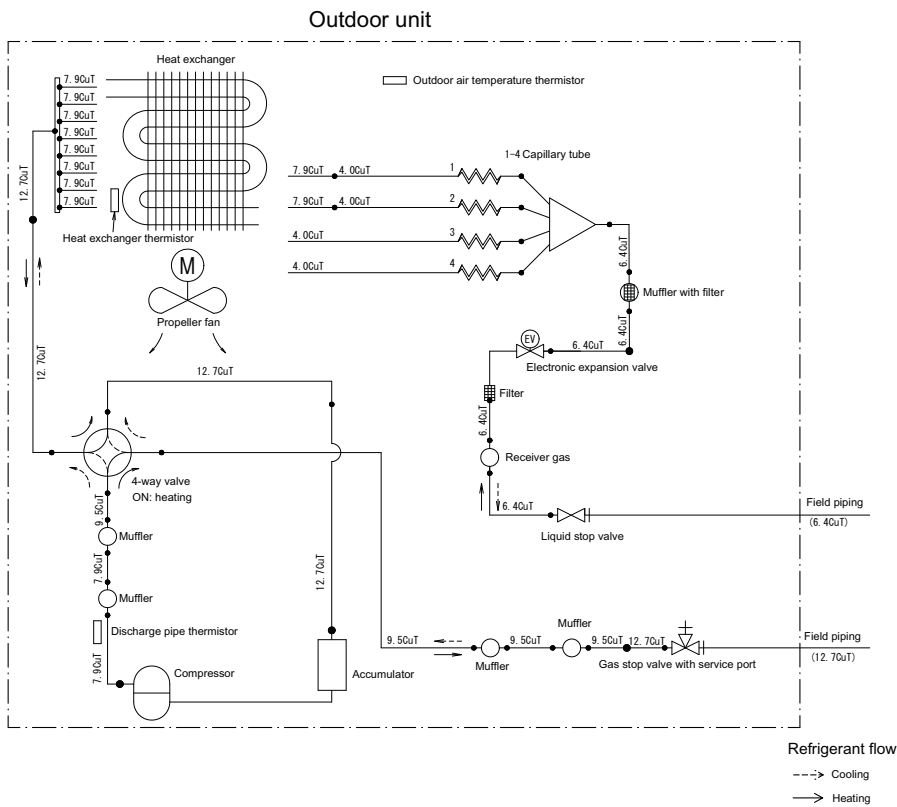 Outdoor unit
Heat exchanger
Outdoor air temperature thermistor
7.9CuT
7.9CuT
7.9CuT
7.9CuT
7.9CuT
7.9CuT
7.9CuT
7.9CuT
12.7CuT
Heat exchanger thermistor
M
Propeller fan
1-4 Capillary tube
7.9CuT
4.0CuT
1
7.9CuT
4.0CuT
2
4.0CuT
3
4.0CuT
4
6.4CuT
Muffler with filter
6.4CuT
EV
6.4CuT
Electronic expansion valve
Filter
6.4CuT
Receiver gas
6.4CuT
Liquid stop valve
Field piping
(6.4CuT)
12.7CuT
12.7CuT
4-way valve
ON: heating
9.5CuT
Muffler
7.9CuT
Muffler
Discharge pipe thermistor
7.9CuT
Compressor
12.7CuT
Accumulator
9.5CuT
Muffler
9.5CuT
Muffler
9.5CuT
12.7CuT
Gas stop valve with service port
Field piping
(12.7CuT)
Refrigerant flow
Cooling
Heating